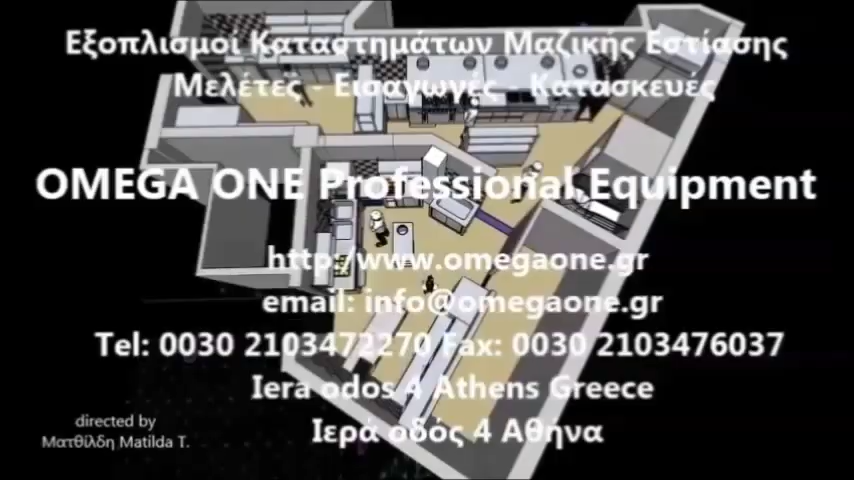 Εξοπλισμοί Καταστημάτων Μαζικής Εστίασης
Μελέτες - Εισαγωγές - Κατασκευές
OMEGA ONE Professional Equipment
http:/www.omegaone.gr
email: info@omegaone.gr
Tel: 0030 2103472270 Fax: 0030 2103476037
Iera odos 4 Athens Greece
Ιερά οδός 4 Αθήνα
directed by
Ματθίλδη Matilda T.